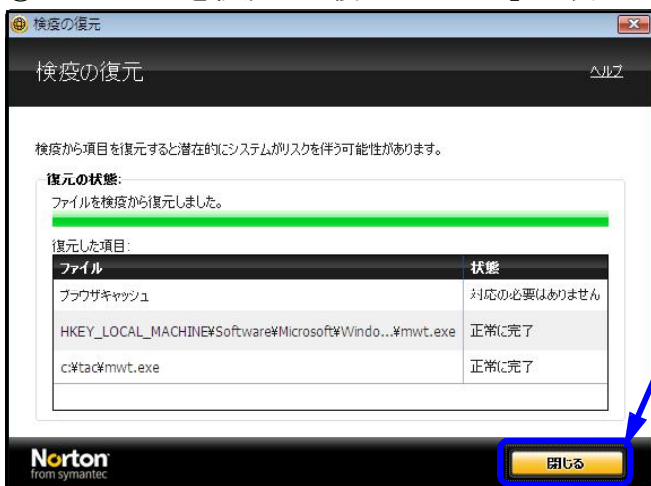 検疫の復元
検疫の復元
ヘルプ
検疫から項目を復元すると潜在的にシステムがリスクを伴う可能性があります。
復元の状態:
ファイルを検疫から復元しました。
復元した項目:
ファイル 状態
ブラウザキャッシュ 対応の必要はありません
HKEY_LOCAL_MACHINE¥Software¥Microsoft¥Windo...¥mwt.exe 正常に完了
c:¥tac¥mwt.exe 正常に完了
Norton
from symantec
閉じる